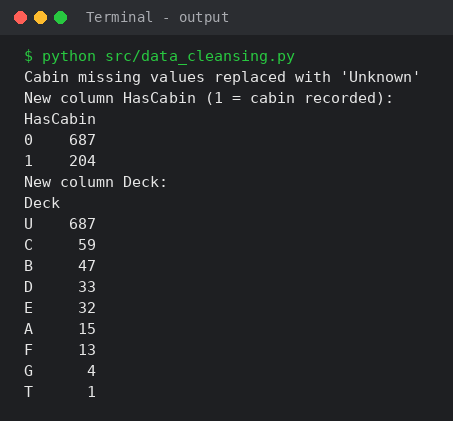 Terminal - output
$ python src/data_cleansing.py
Cabin missing values replaced with 'Unknown'
New column HasCabin (1 = cabin recorded):
HasCabin
0    687
1    204
New column Deck:
Deck
U    687
C     59
B     47
D     33
E     32
A     15
F     13
G      4
T      1